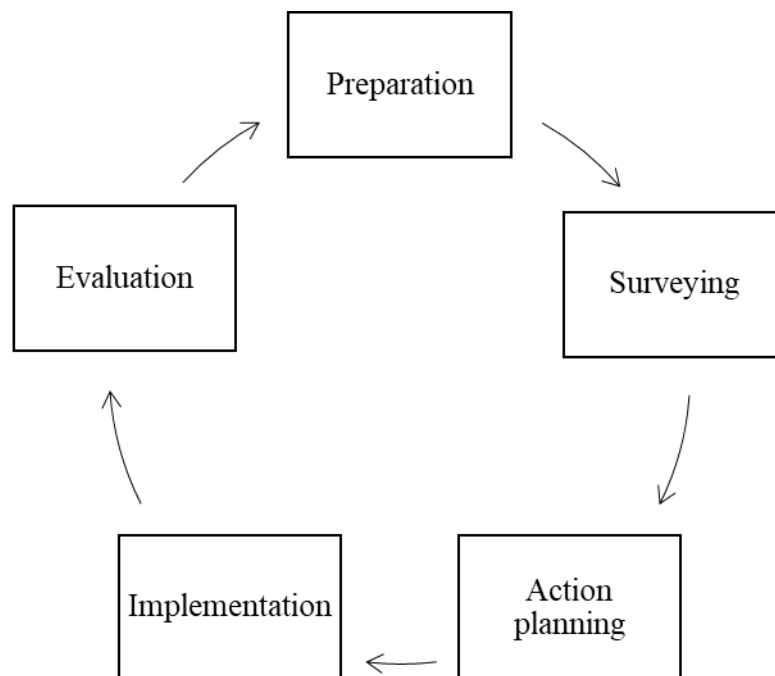 Preparation
Surveying
Action
planning
Implementation
Evaluation